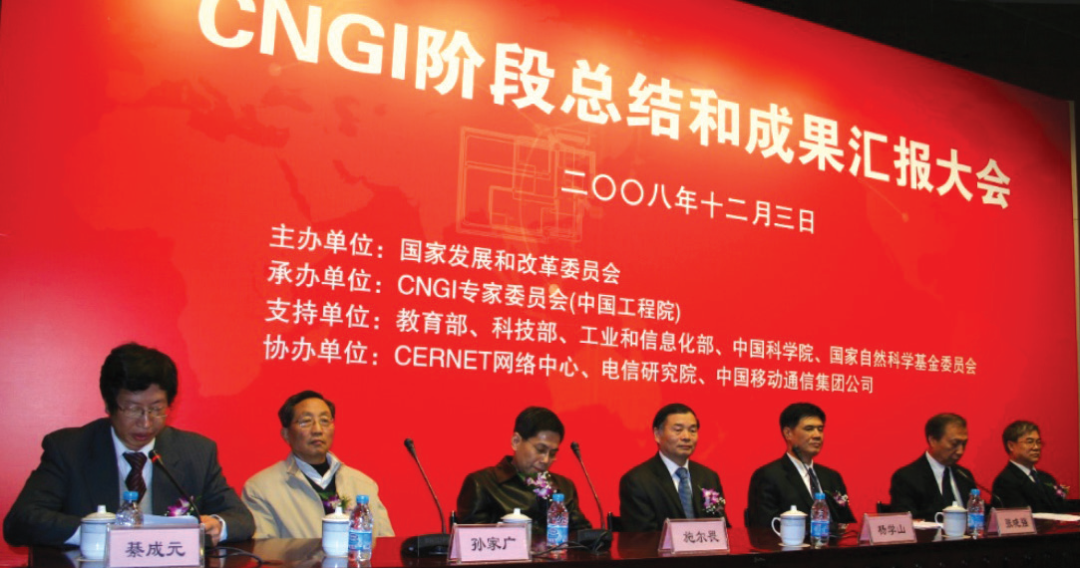 CNGI阶段总结和成果汇报大会
二〇〇八年十二月三日
主办单位：国家发展和改革委员会
承办单位：CNGI专家委员会(中国工程院)
支持单位：教育部、科技部、工业和信息化部、中国科学院、国家自然科学基金委员会
协办单位：CERNET网络中心、电信研究院、中国移动通信集团公司
綦成元
孙家广
施尔畏
杨学山